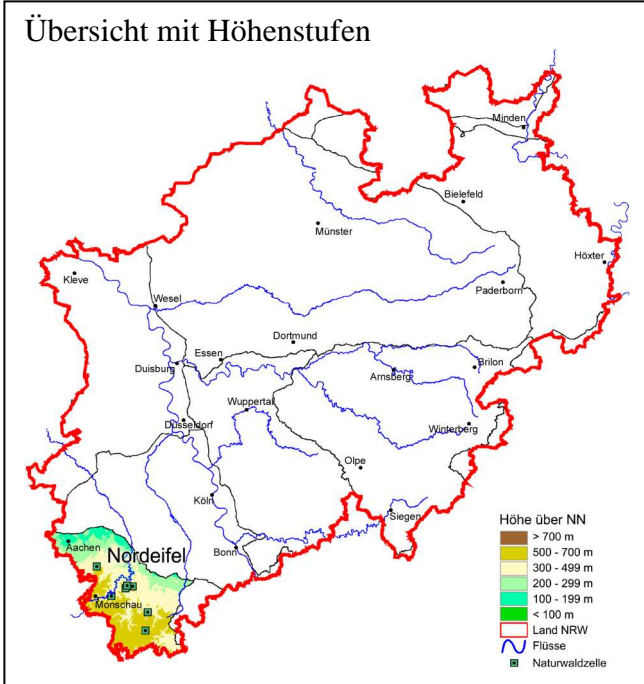 Übersicht mit Höhenstufen
Minden
Bielefeld
Münster
Höxter
Kleve
Paderborn
Wesel
Dortmund
Essen
Duisburg
Brilon
Arnsberg
Wuppertal
Düsseldorf
Winterberg
Olpe
Köln
Siegen
Aachen
Nordeifel
Bonn
Monschau
Höhe über NN
> 700 m
500 - 700 m
300 - 499 m
200 - 299 m
100 - 199 m
< 100 m
Land NRW
Flüsse
Naturwaldzelle